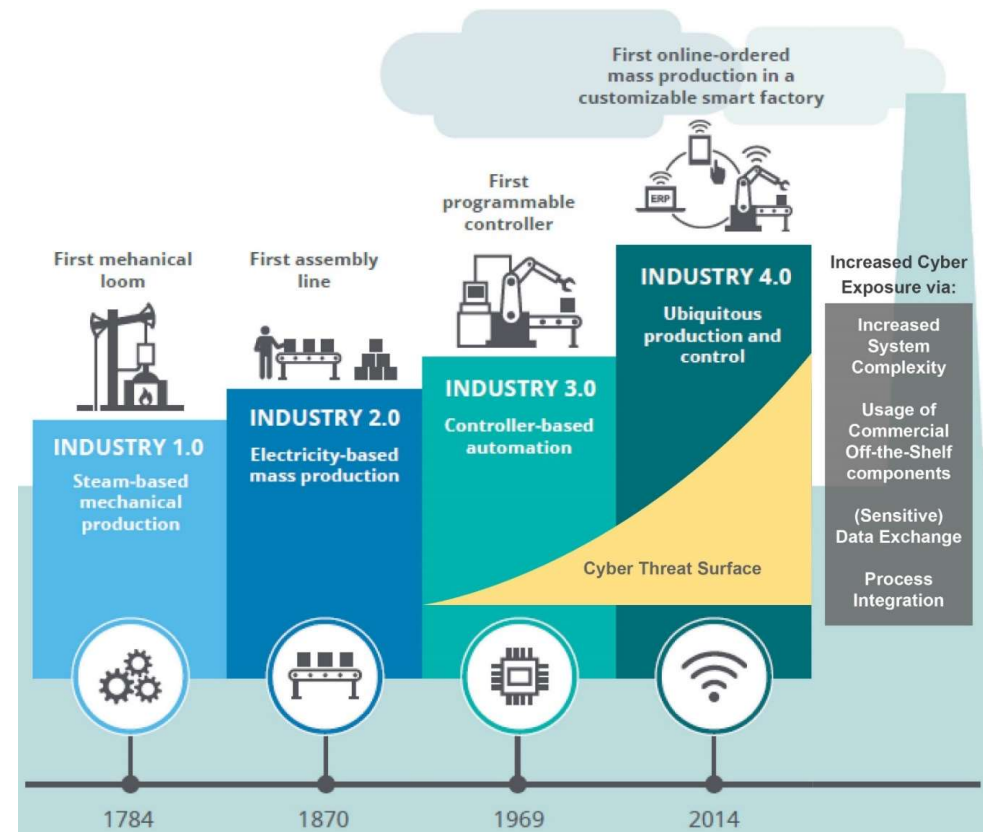 First online-ordered
mass production in a
customizable smart factory
ERP
First
programmable
controller
First mehanical
loom
First assembly
line
INDUSTRY 1.0
Steam-based
mechanical
production
INDUSTRY 2.0
Electricity-based
mass production
INDUSTRY 3.0
Controller-based
automation
INDUSTRY 4.0
Ubiquitous
production and
control
Cyber Threat Surface
Increased Cyber
Exposure via:
Increased
System
Complexity
Usage of
Commercial
Off-the-Shelf
components
(Sensitive)
Data Exchange
Process
Integration
1784
1870
1969
2014